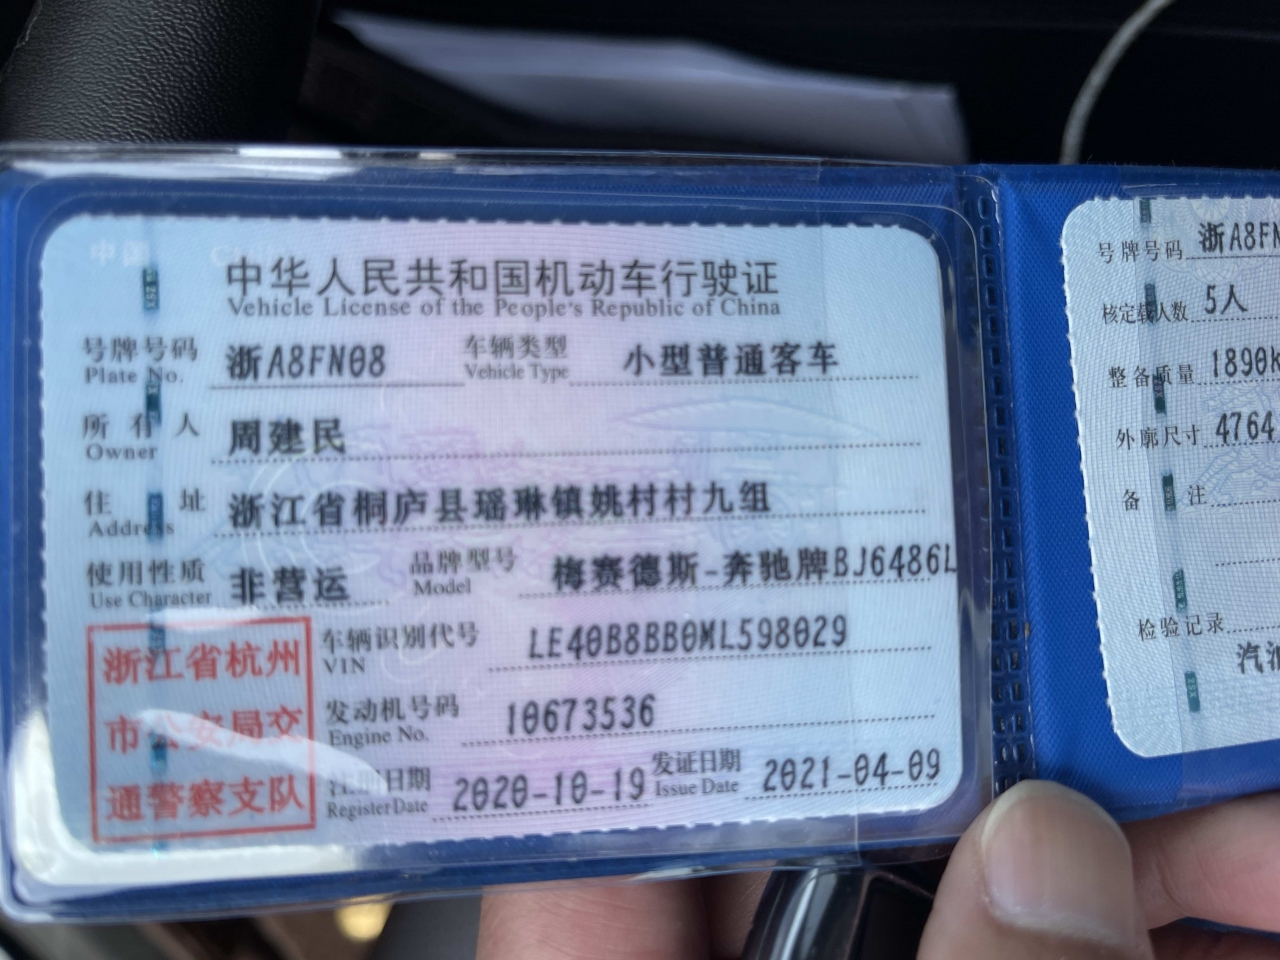 中华人民共和国机动车行驶证
Vehicle License of the People's Republic of China
号牌号码 浙A8FN08 车辆类型 小型普通客车
Plate No. Vehicle Type
所有人 周建民
Owner
住址 浙江省桐庐县瑶琳镇姚村村九组
Address
使用性质 非营运 品牌型号 梅赛德斯-奔驰牌BJ6486L
Use Character Model
浙江省杭州市公安局交通警察支队
车辆识别代号 LE40B8BB0ML598029
VIN
发动机号码 10673536
Engine No.
注册日期 2020-10-19 发证日期 2021-04-09
Register Date Issue Date
号牌号码 浙A8FN
核定载人数 5人
整备质量 1890K
外廓尺寸 4764
备注
检验记录
汽油